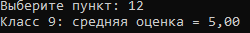 Выберите пункт: 12
Класс 9: средняя оценка = 5,00